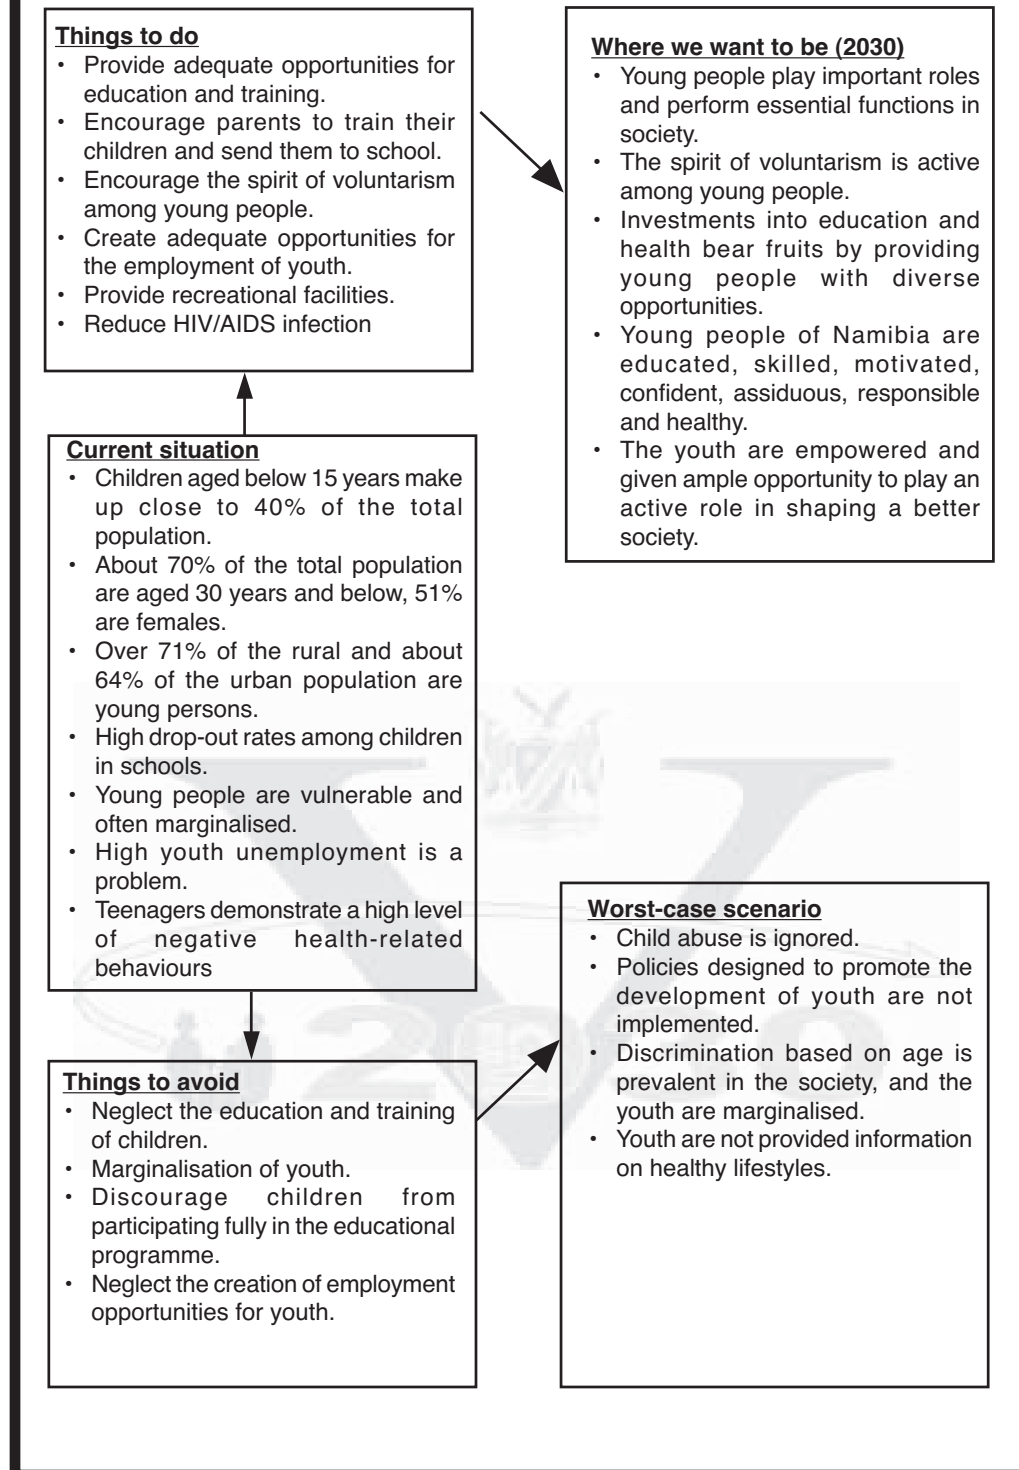 Things to do
• Provide adequate opportunities for
education and training.
• Encourage parents to train their
children and send them to school.
• Encourage the spirit of voluntarism
among young people.
• Create adequate opportunities for
the employment of youth.
• Provide recreational facilities.
• Reduce HIV/AIDS infection
Where we want to be (2030)
• Young people play important roles
and perform essential functions in
society.
• The spirit of voluntarism is active
among young people.
• Investments into education and
health bear fruits by providing
young people with diverse
opportunities.
• Young people of Namibia are
educated, skilled, motivated,
confident, assiduous, responsible
and healthy.
• The youth are empowered and
given ample opportunity to play an
active role in shaping a better
society.
Current situation
• Children aged below 15 years make
up close to 40% of the total
population.
• About 70% of the total population
are aged 30 years and below, 51%
are females.
• Over 71% of the rural and about
64% of the urban population are
young persons.
• High drop-out rates among children
in schools.
• Young people are vulnerable and
often marginalised.
• High youth unemployment is a
problem.
• Teenagers demonstrate a high level
of negative health-related
behaviours
Things to avoid
• Neglect the education and training
of children.
• Marginalisation of youth.
• Discourage children from
participating fully in the educational
programme.
• Neglect the creation of employment
opportunities for youth.
Worst-case scenario
• Child abuse is ignored.
• Policies designed to promote the
development of youth are not
implemented.
• Discrimination based on age is
prevalent in the society, and the
youth are marginalised.
• Youth are not provided information
on healthy lifestyles.
V
2030